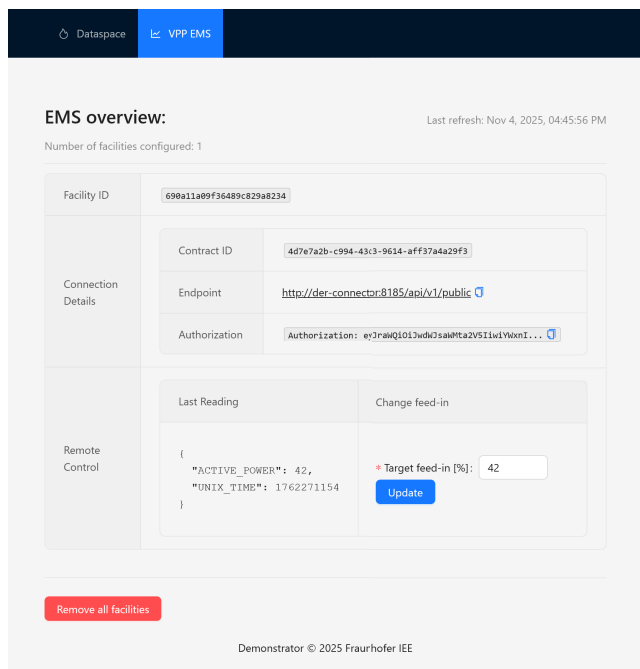 Dataspace
VPP EMS
EMS overview:
Last refresh: Nov 4, 2025, 04:45:56 PM
Number of facilities configured: 1
Facility ID
690a11a09f36489c829a8234
Connection
Details
Contract ID
4d7e7a2b-c994-43c3-9614-aff37a4a29f3
Endpoint
http://der-connector:8185/api/v1/public
Authorization
Authorization: eyJraWQiOiJwdWJsaWMta2V5IiwiYWxnI...
Remote
Control
Last Reading
Change feed-in
{
"ACTIVE_POWER": 42,
"UNIX_TIME": 1762271154
}
* Target feed-in [%]: 42
Update
Remove all facilities
Demonstrator © 2025 Fraunhofer IEE